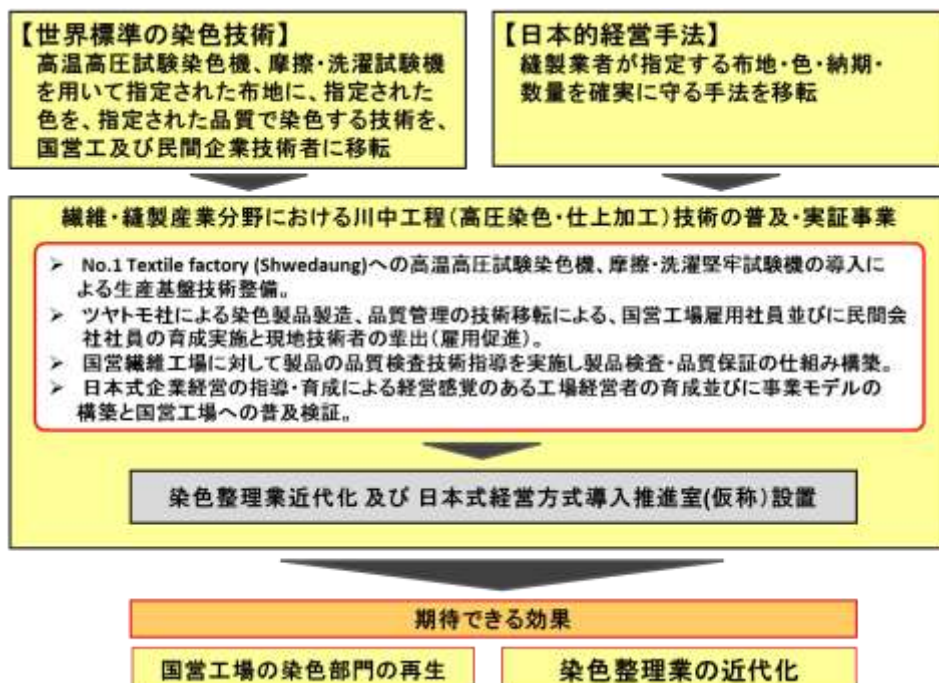 【世界標準の染色技術】
高温高圧試験染色機、摩擦・洗濯試験機
を用いて指定された布地に、指定された
色を、指定された品質で染色する技術を、
国営工及び民間企業技術者に移転
【日本的経営手法】
縫製業者が指定する布地・色・納期・
数量を確実に守る手法を移転
繊維・縫製産業分野における川中工程(高圧染色・仕上加工)技術の普及・実証事業
➢ No.1 Textile factory (Shwedaung)への高温高圧試験染色機、摩擦・洗濯堅牢試験機の導入に
よる生産基盤技術整備。
➢ ツヤトモ社による染色製品製造、品質管理の技術移転による、国営工場雇用社員並びに民間会
社社員の育成実施と現地技術者の輩出(雇用促進)。
➢ 国営繊維工場に対して製品の品質検査技術指導を実施し製品検査・品質保証の仕組み構築。
➢ 日本式企業経営の指導・育成による経営感覚のある工場経営者の育成並びに事業モデルの
構築と国営工場への普及検証。
染色整理業近代化 及び 日本式経営方式導入推進室(仮称)設置
期待できる効果
国営工場の染色部門の再生
染色整理業の近代化